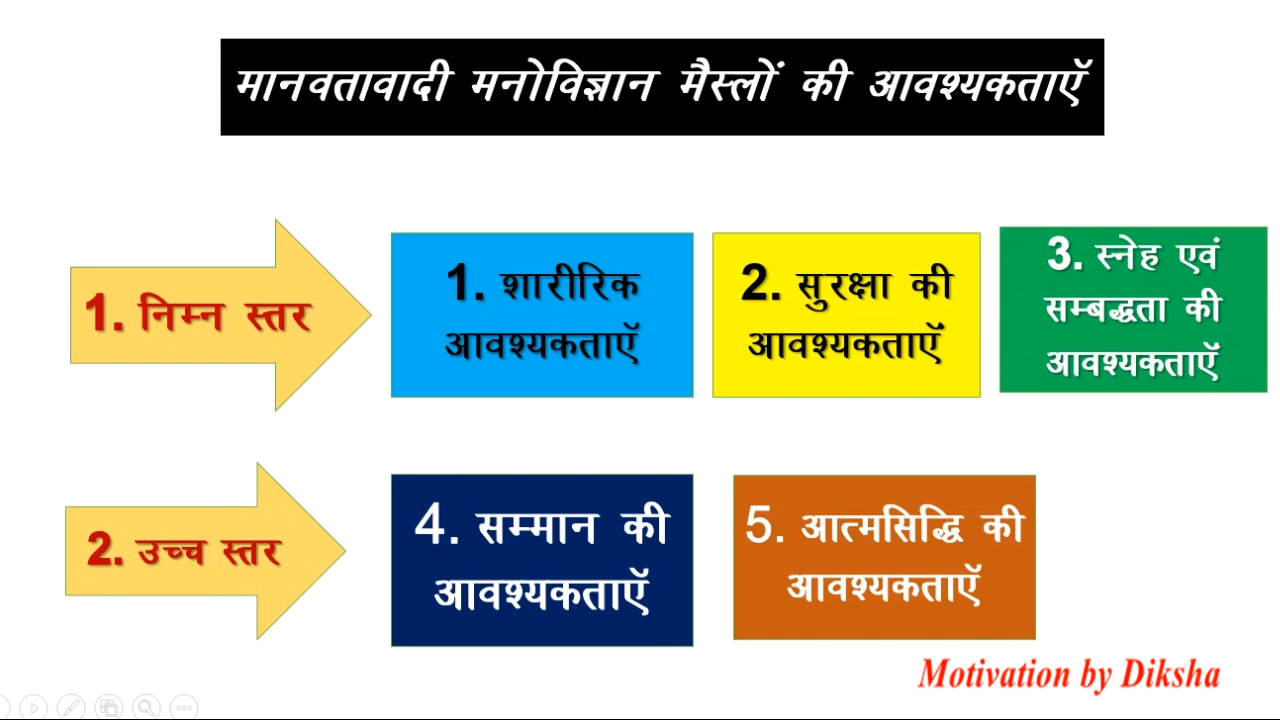 मानवतावादी मनोविज्ञान मैस्लों की आवश्यकताएॅ
1. निम्न स्तर
1. शारीरिक
आवश्यकताएॅ
2. सुरक्षा की
आवश्यकताएॅं
3. स्नेह एवं
सम्बद्धता की
आवश्यकताएॅ
2. उच्च स्तर
4. सम्मान की
आवश्यकताएॅ
5. आत्मसिद्धि की
आवश्यकताएॅ
Motivation by Diksha